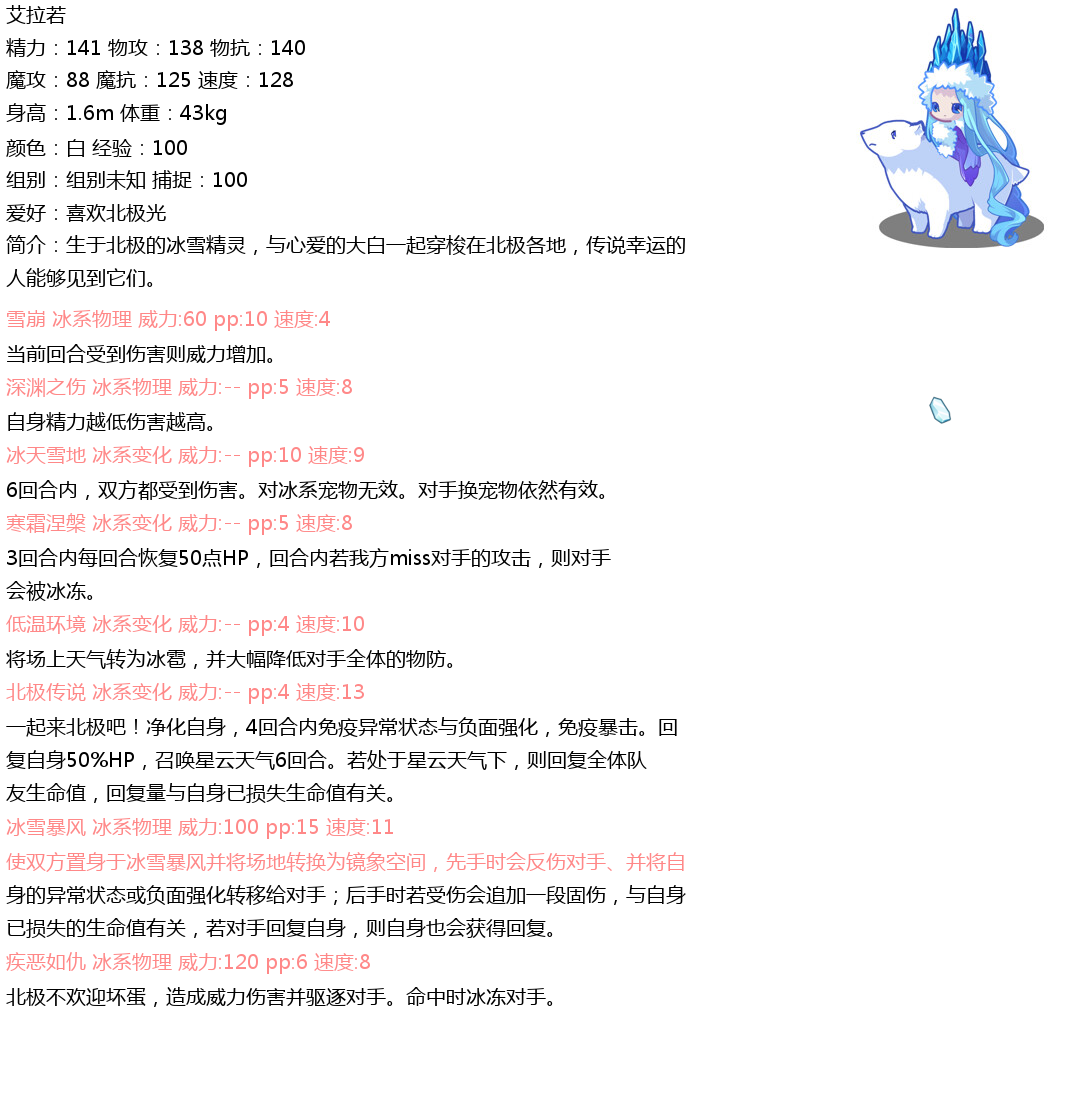 艾拉若
精力：141 物攻：138 物抗：140
魔攻：88 魔抗：125 速度：128
身高：1.6m 体重：43kg
颜色：白 经验：100
组别：组别未知 捕捉：100
爱好：喜欢北极光
简介：生于北极的冰雪精灵，与心爱的大白一起穿梭在北极各地，传说幸运的
人能够见到它们。
雪崩 冰系物理 威力:60 pp:10 速度:4
当前回合受到伤害则威力增加。
深渊之伤 冰系物理 威力:-- pp:5 速度:8
自身精力越低伤害越高。
冰天雪地 冰系变化 威力:-- pp:10 速度:9
6回合内，双方都受到伤害。对冰系宠物无效。对手换宠物依然有效。
寒霜涅槃 冰系变化 威力:-- pp:5 速度:8
3回合内每回合恢复50点HP，回合内若我方miss对手的攻击，则对手
会被冰冻。
低温环境 冰系变化 威力:-- pp:4 速度:10
将场上天气转为冰雹，并大幅降低对手全体的物防。
北极传说 冰系变化 威力:-- pp:4 速度:13
一起来北极吧！净化自身，4回合内免疫异常状态与负面强化，免疫暴击。回
复自身50%HP，召唤星云天气6回合。若处于星云天气下，则回复全体队
友生命值，回复量与自身已损失生命值有关。
冰雪暴风 冰系物理 威力:100 pp:15 速度:11
使双方置身于冰雪暴风并将场地转换为镜象空间，先手时会反伤对手、并将自
身的异常状态或负面强化转移给对手；后手时若受伤会追加一段固伤，与自身
已损失的生命值有关，若对手回复自身，则自身也会获得回复。
疾恶如仇 冰系物理 威力:120 pp:6 速度:8
北极不欢迎坏蛋，造成威力伤害并驱逐对手。命中时冰冻对手。